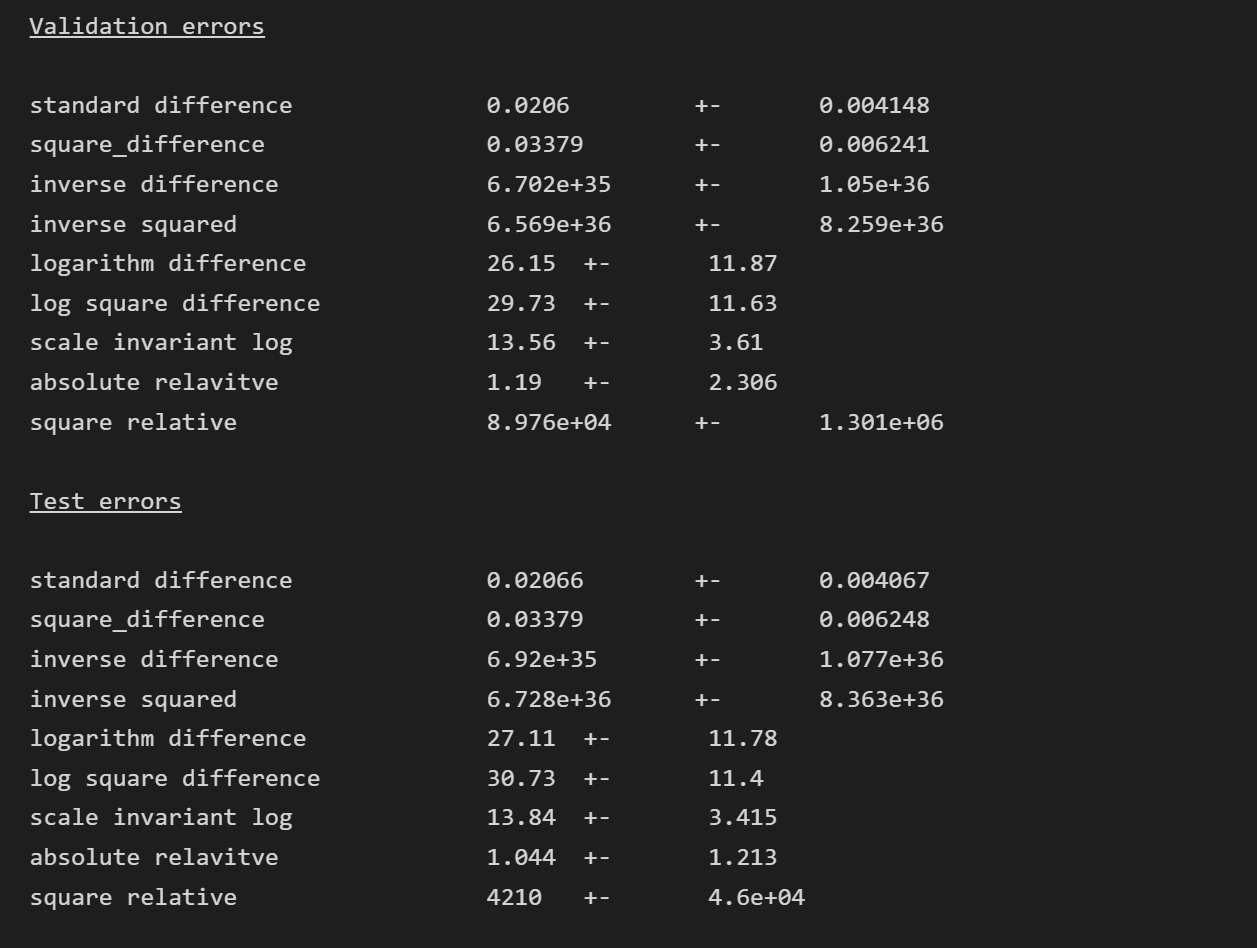 Validation errors
standard difference 0.0206 +- 0.004148
square_difference 0.03379 +- 0.006241
inverse difference 6.702e+35 +- 1.05e+36
inverse squared 6.569e+36 +- 8.259e+36
logarithm difference 26.15 +- 11.87
log square difference 29.73 +- 11.63
scale invariant log 13.56 +- 3.61
absolute relavitve 1.19 +- 2.306
square relative 8.976e+04 +- 1.301e+06
Test errors
standard difference 0.02066 +- 0.004067
square_difference 0.03379 +- 0.006248
inverse difference 6.92e+35 +- 1.077e+36
inverse squared 6.728e+36 +- 8.363e+36
logarithm difference 27.11 +- 11.78
log square difference 30.73 +- 11.4
scale invariant log 13.84 +- 3.415
absolute relavitve 1.044 +- 1.213
square relative 4210 +- 4.6e+04